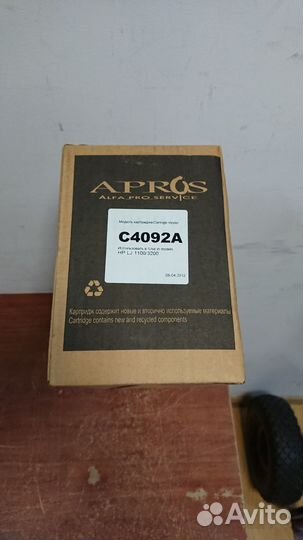 APROS
ALFA PRO SERVICE
Модель картриджа/Cartrige model
C4092A
Использовать в/Use in model
HP LJ 1100/3200
Картридж содержит новые и вторично используемые материалы
Cartridge contains new and recycled components
Avito